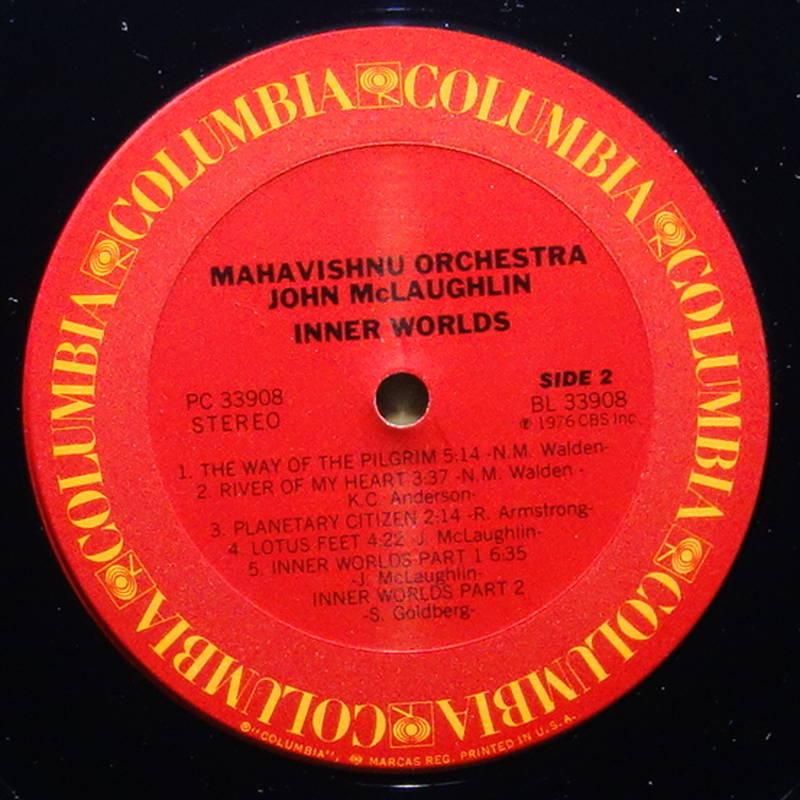 COLUMBIA COLUMBIA COLUMBIA COLUMBIA COLUMBIA COLUMBIA COLUMBIA COLUMBIA
MAHAVISHNU ORCHESTRA
JOHN McLAUGHLIN
INNER WORLDS
SIDE 2
PC 33908 BL 33908
STEREO ℗ 1976 CBS Inc.
1. THE WAY OF THE PILGRIM 5:14 -N.M. Walden-
2. RIVER OF MY HEART 3:37 -N.M. Walden -
K.C. Anderson-
3. PLANETARY CITIZEN 2:14 -R. Armstrong-
4. LOTUS FEET 4:22 -J. McLaughlin-
5. INNER WORLDS-PART 1 6:35
-J. McLaughlin-
INNER WORLDS PART 2
-S. Goldberg-
®"COLUMBIA", MARCAS REG. PRINTED IN U.S.A.